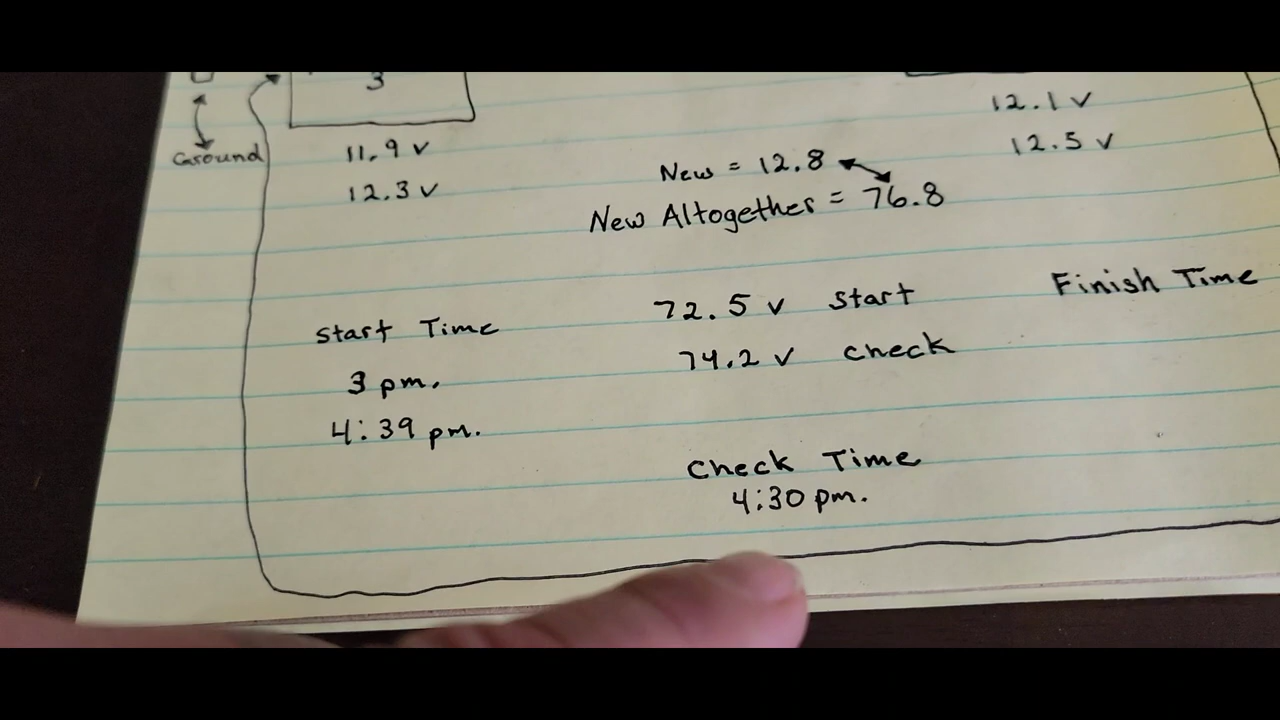 3
Ground
11.9 v
12.3 v
12.1 v
12.5 v
New = 12.8
New Altogether = 76.8
Start Time
3 pm.
4:39 pm.
72.5 v Start
74.2 v check
Finish Time
Check Time
4:30 pm.